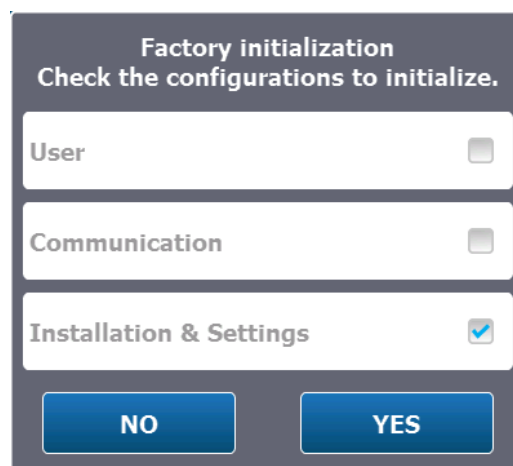 Factory initialization
Check the configurations to initialize.
User
Communication
Installation & Settings
NO
YES